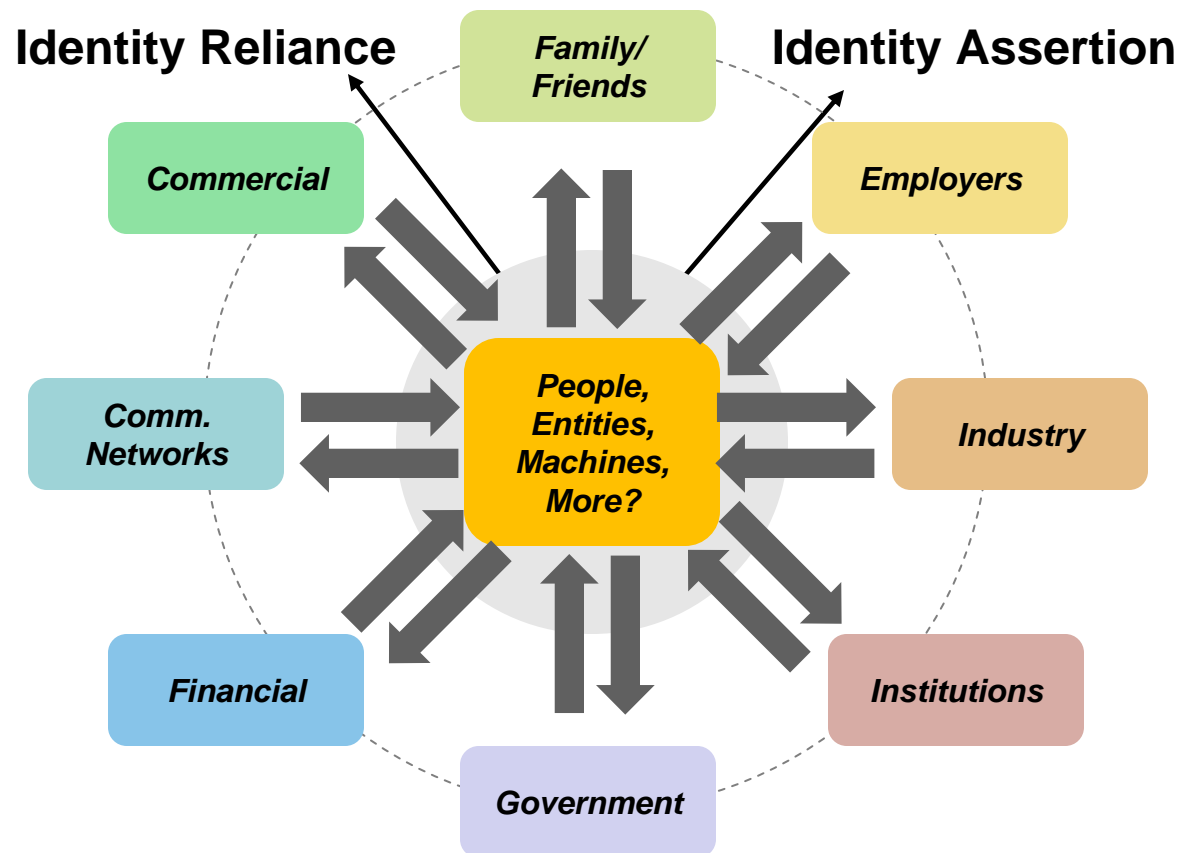 Identity Reliance
Family/
Friends
Identity Assertion
Commercial
Employers
People,
Entities,
Machines,
More?
Comm.
Networks
Industry
Financial
Institutions
Government